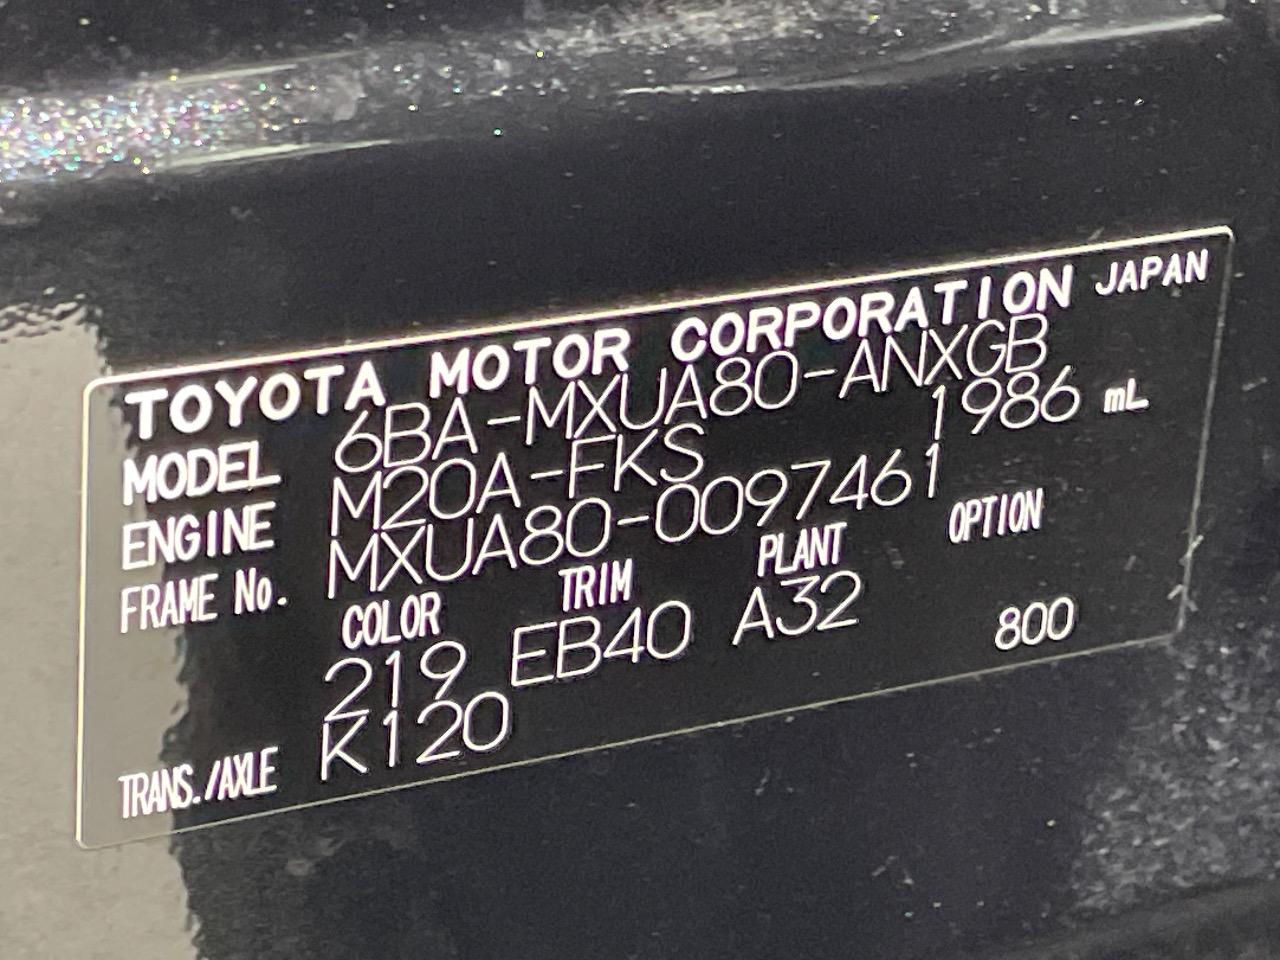 TOYOTA MOTOR CORPORATION JAPAN
MODEL 6BA-MXUA80-ANXGB
ENGINE M20A-FKS 1986 mL
FRAME No. MXUA80-0097461
COLOR TRIM PLANT OPTION
219 EB40 A32 800
TRANS./AXLE K120